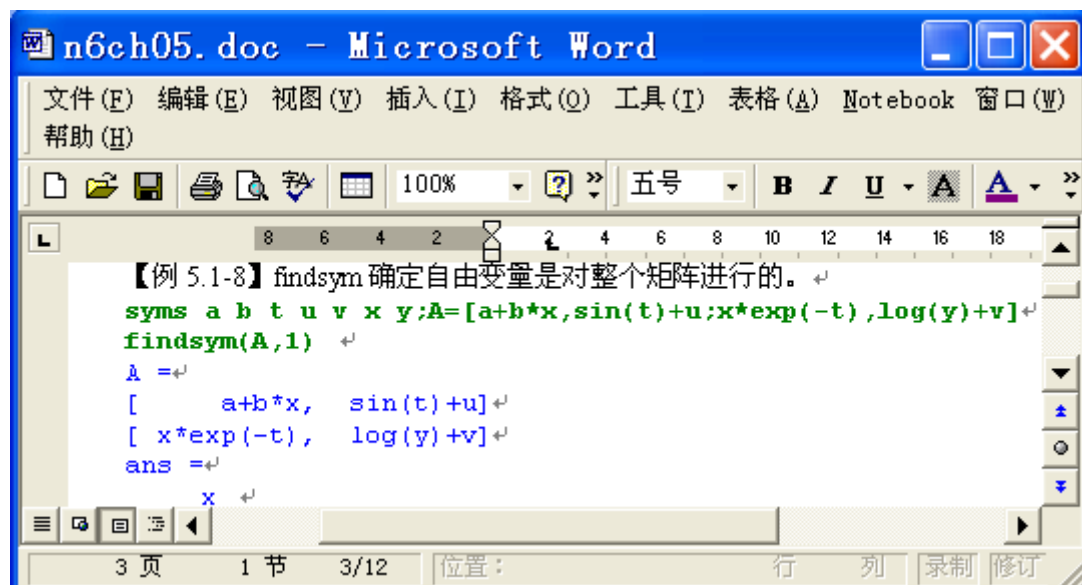 n6ch05.doc - Microsoft Word
文件(F) 编辑(E) 视图(V) 插入(I) 格式(O) 工具(T) 表格(A) Notebook 窗口(W)
帮助(H)
100% 五号 B I U A A
8 6 4 2 2 4 6 8 10 12 14 16 18
【例 5.1-8】findsym 确定自由变量是对整个矩阵进行的。
syms a b t u v x y;A=[a+b*x,sin(t)+u;x*exp(-t),log(y)+v]
findsym(A,1)
A =
[ a+b*x, sin(t)+u]
[ x*exp(-t), log(y)+v]
ans =
x
3 页 1 节 3/12 位置： 行 列 录制 修订